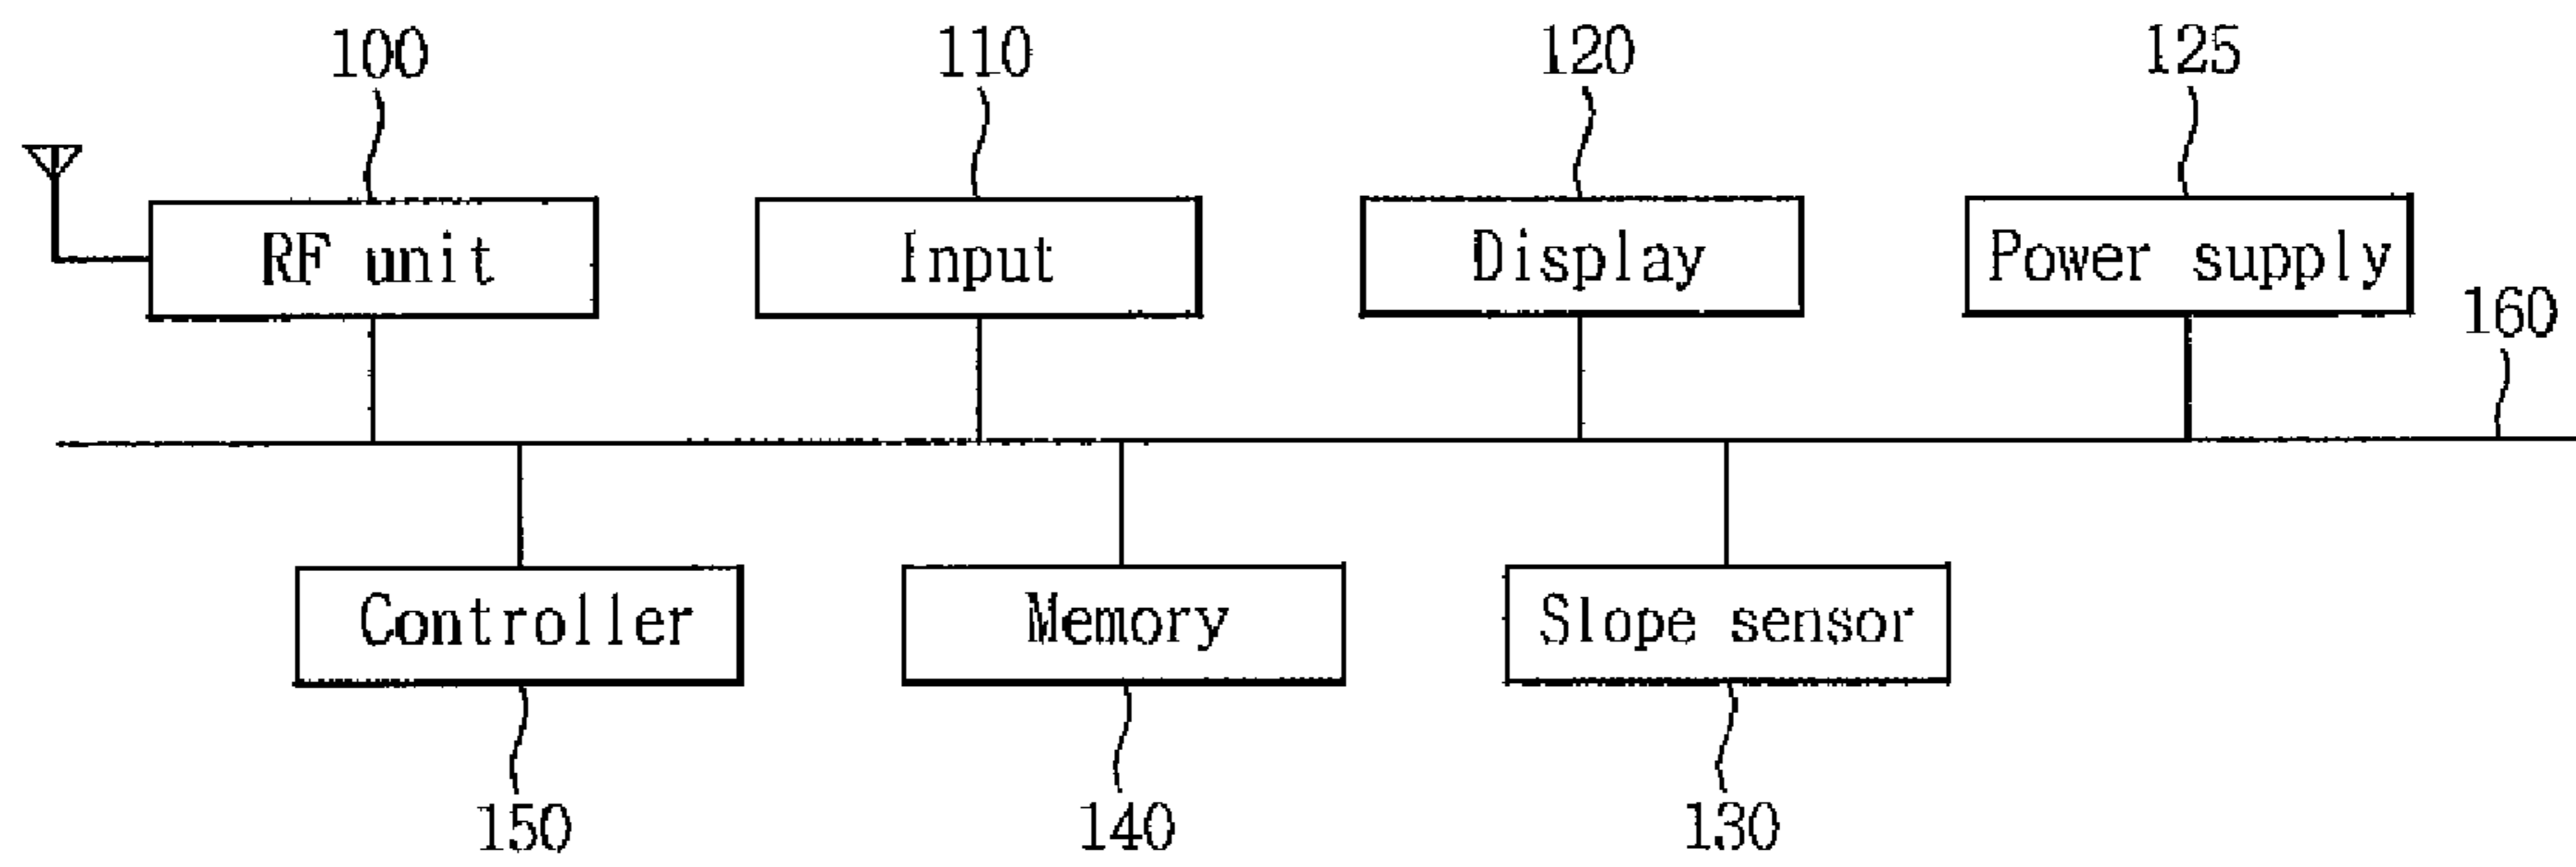 100 110 120 125
RF unit Input Display Power supply
160
Controller Memory Slope sensor
150 140 130